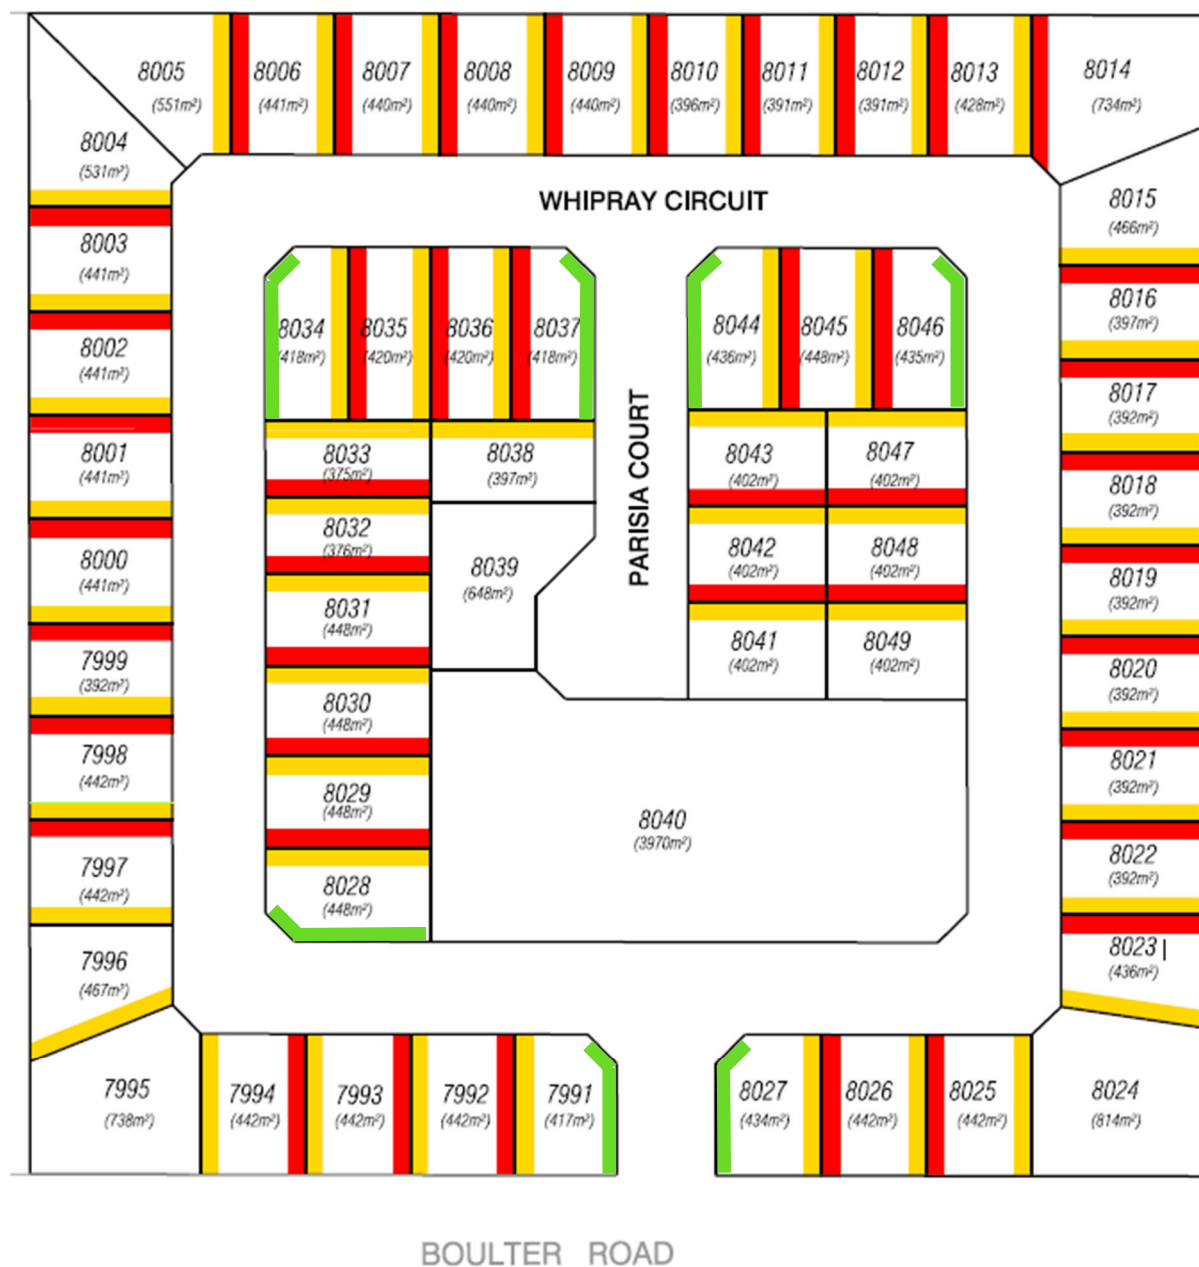 8005 8006 8007 8008 8009 8010 8011 8012 8013 8014
(551m²) (441m²) (440m²) (440m²) (440m²) (396m²) (391m²) (391m²) (428m²) (734m²)
8004
(531m²)
WHIPRAY CIRCUIT
8015
(466m²)
8003
(441m²)
8016
(397m²)
8034 8035 8036 8037
(418m²) (420m²) (420m²) (418m²)
8044 8045 8046
(436m²) (448m²) (435m²)
8002
(441m²)
8017
(392m²)
PARISIA COURT
8001
(441m²)
8033
(375m²)
8038
(397m²)
8043
(402m²)
8047
(402m²)
8018
(392m²)
8000
(441m²)
8032
(376m²)
8039
(648m²)
8042
(402m²)
8048
(402m²)
8019
(392m²)
7999
(392m²)
8031
(448m²)
8041
(402m²)
8049
(402m²)
8020
(392m²)
7998
(442m²)
8030
(448m²)
8021
(392m²)
8029
(448m²)
8040
(3970m²)
7997
(442m²)
8028
(448m²)
8022
(392m²)
7996
(467m²)
8023
(436m²)
7995 7994 7993 7992 7991
(738m²) (442m²) (442m²) (442m²) (417m²)
8027 8026 8025 8024
(434m²) (442m²) (442m²) (814m²)
BOULTER ROAD